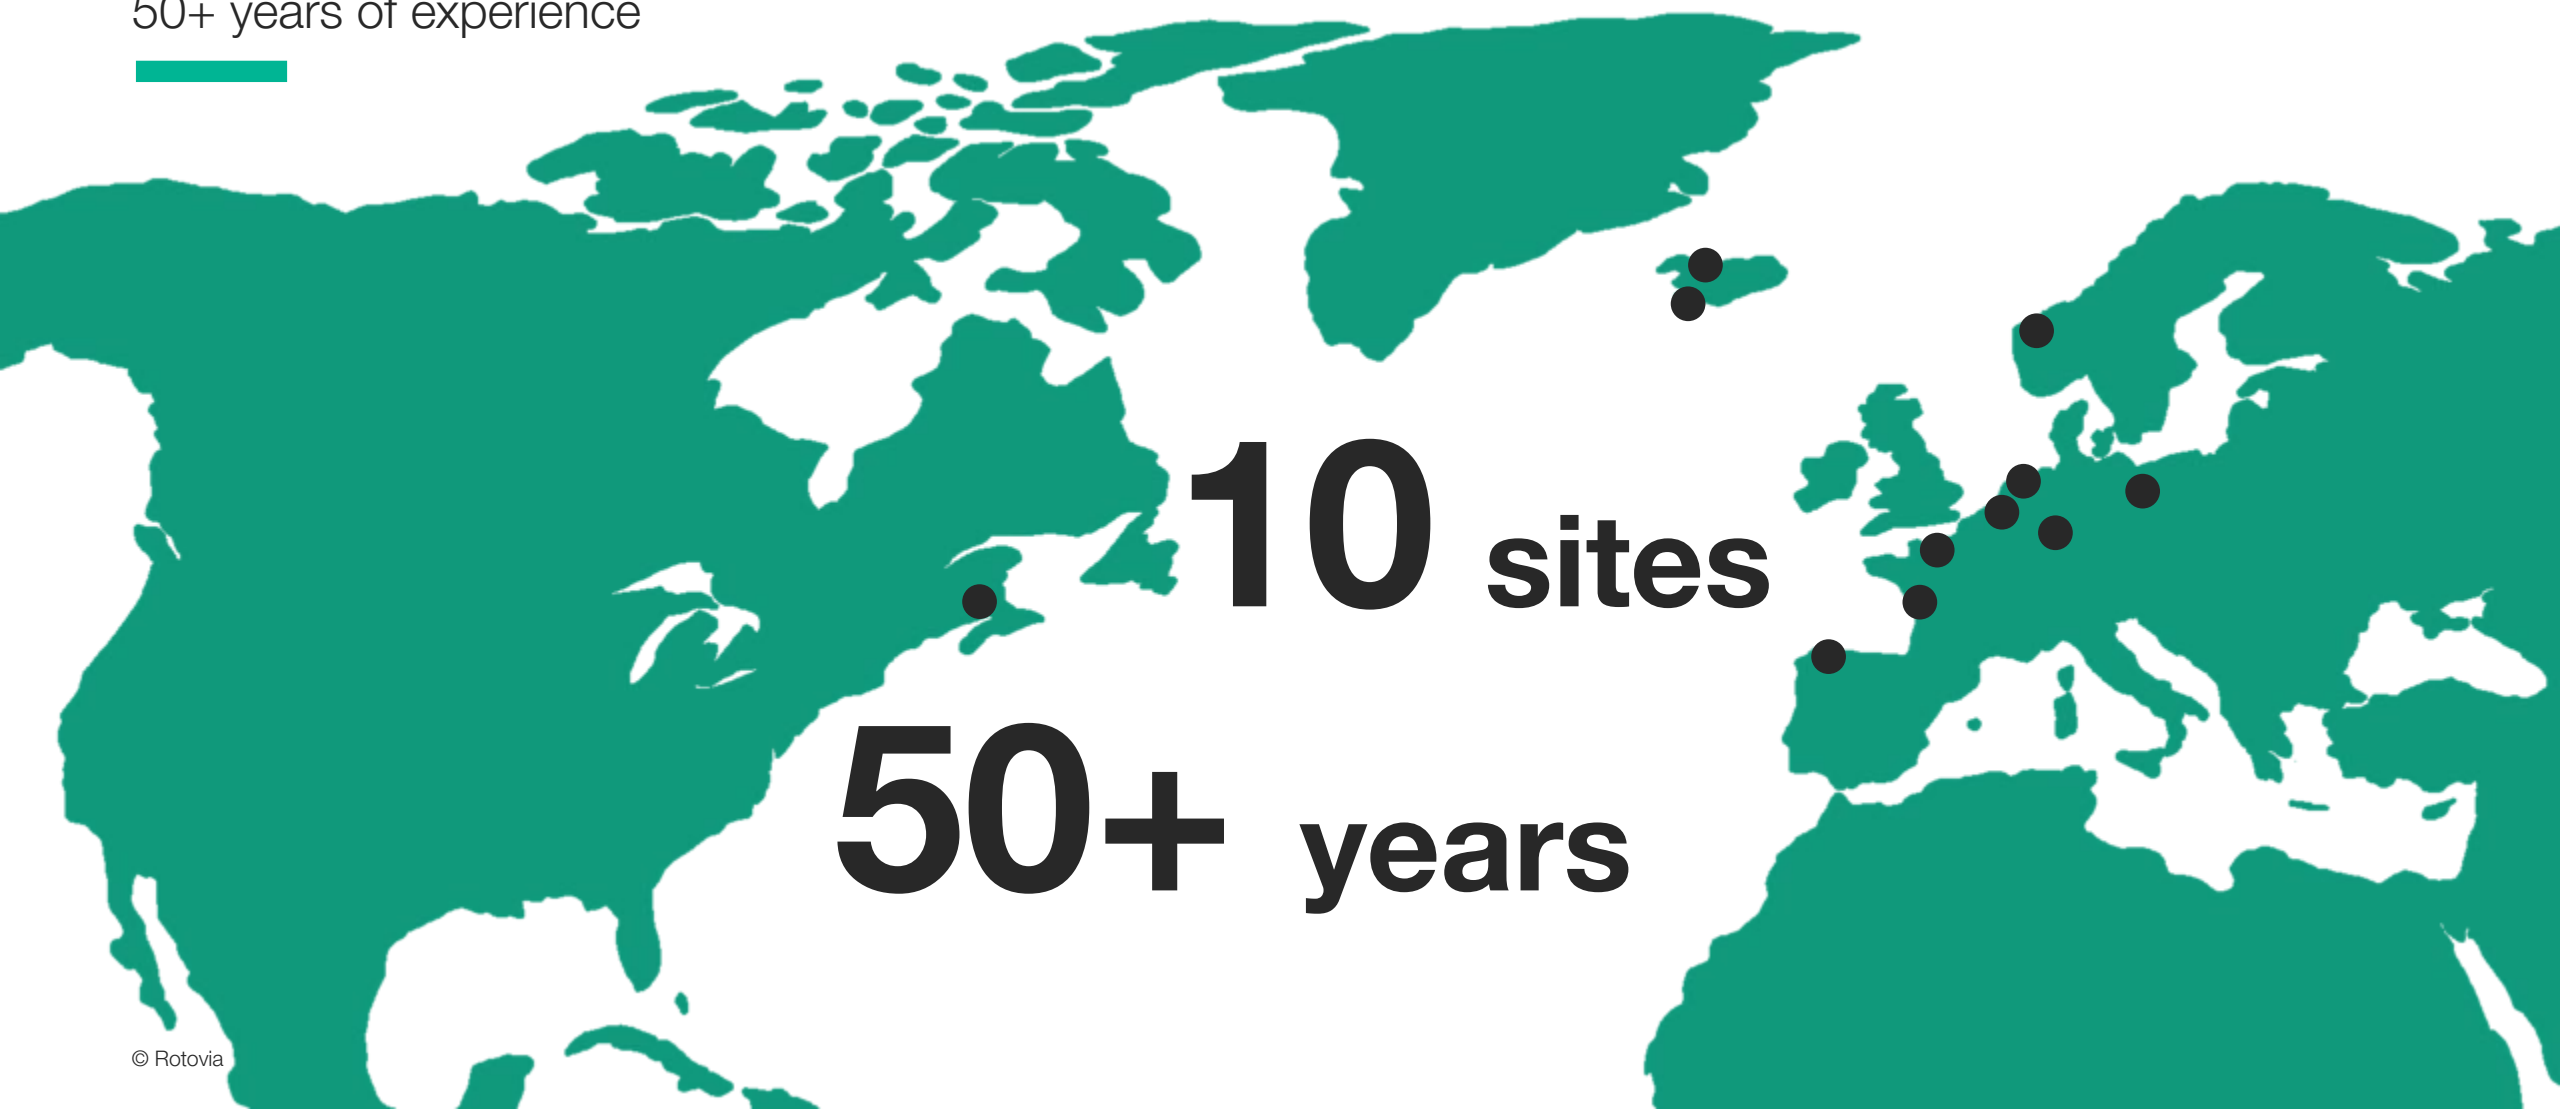 50+ years of experience
10 sites
50+ years
© Rotovia